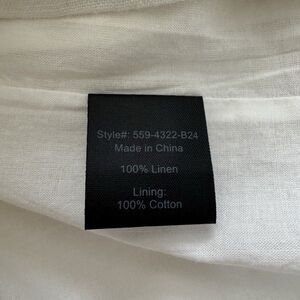 Style#: 559-4322-B24
Made in China
100% Linen
Lining:
100% Cotton